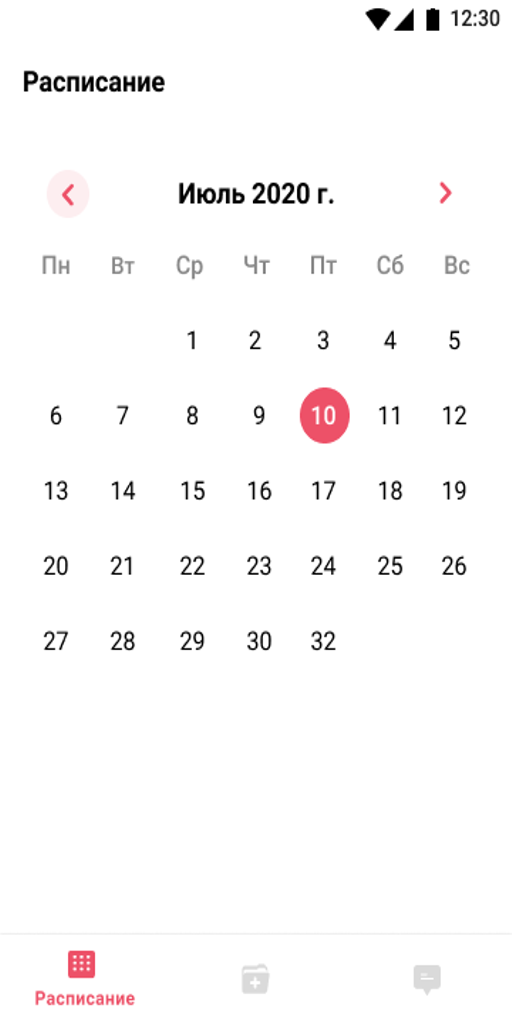 12:30
Расписание
Июль 2020 г.
Пн Вт Ср Чт Пт Сб Вс
1 2 3 4 5
6 7 8 9 10 11 12
13 14 15 16 17 18 19
20 21 22 23 24 25 26
27 28 29 30 32
Расписание